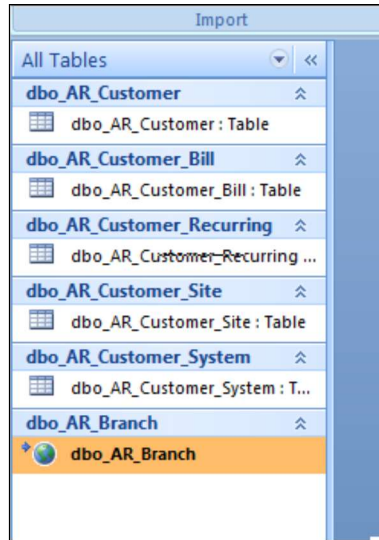 Import
All Tables
dbo_AR_Customer
dbo_AR_Customer : Table
dbo_AR_Customer_Bill
dbo_AR_Customer_Bill : Table
dbo_AR_Customer_Recurring
dbo_AR_Customer_Recurring ...
dbo_AR_Customer_Site
dbo_AR_Customer_Site : Table
dbo_AR_Customer_System
dbo_AR_Customer_System : T...
dbo_AR_Branch
dbo_AR_Branch